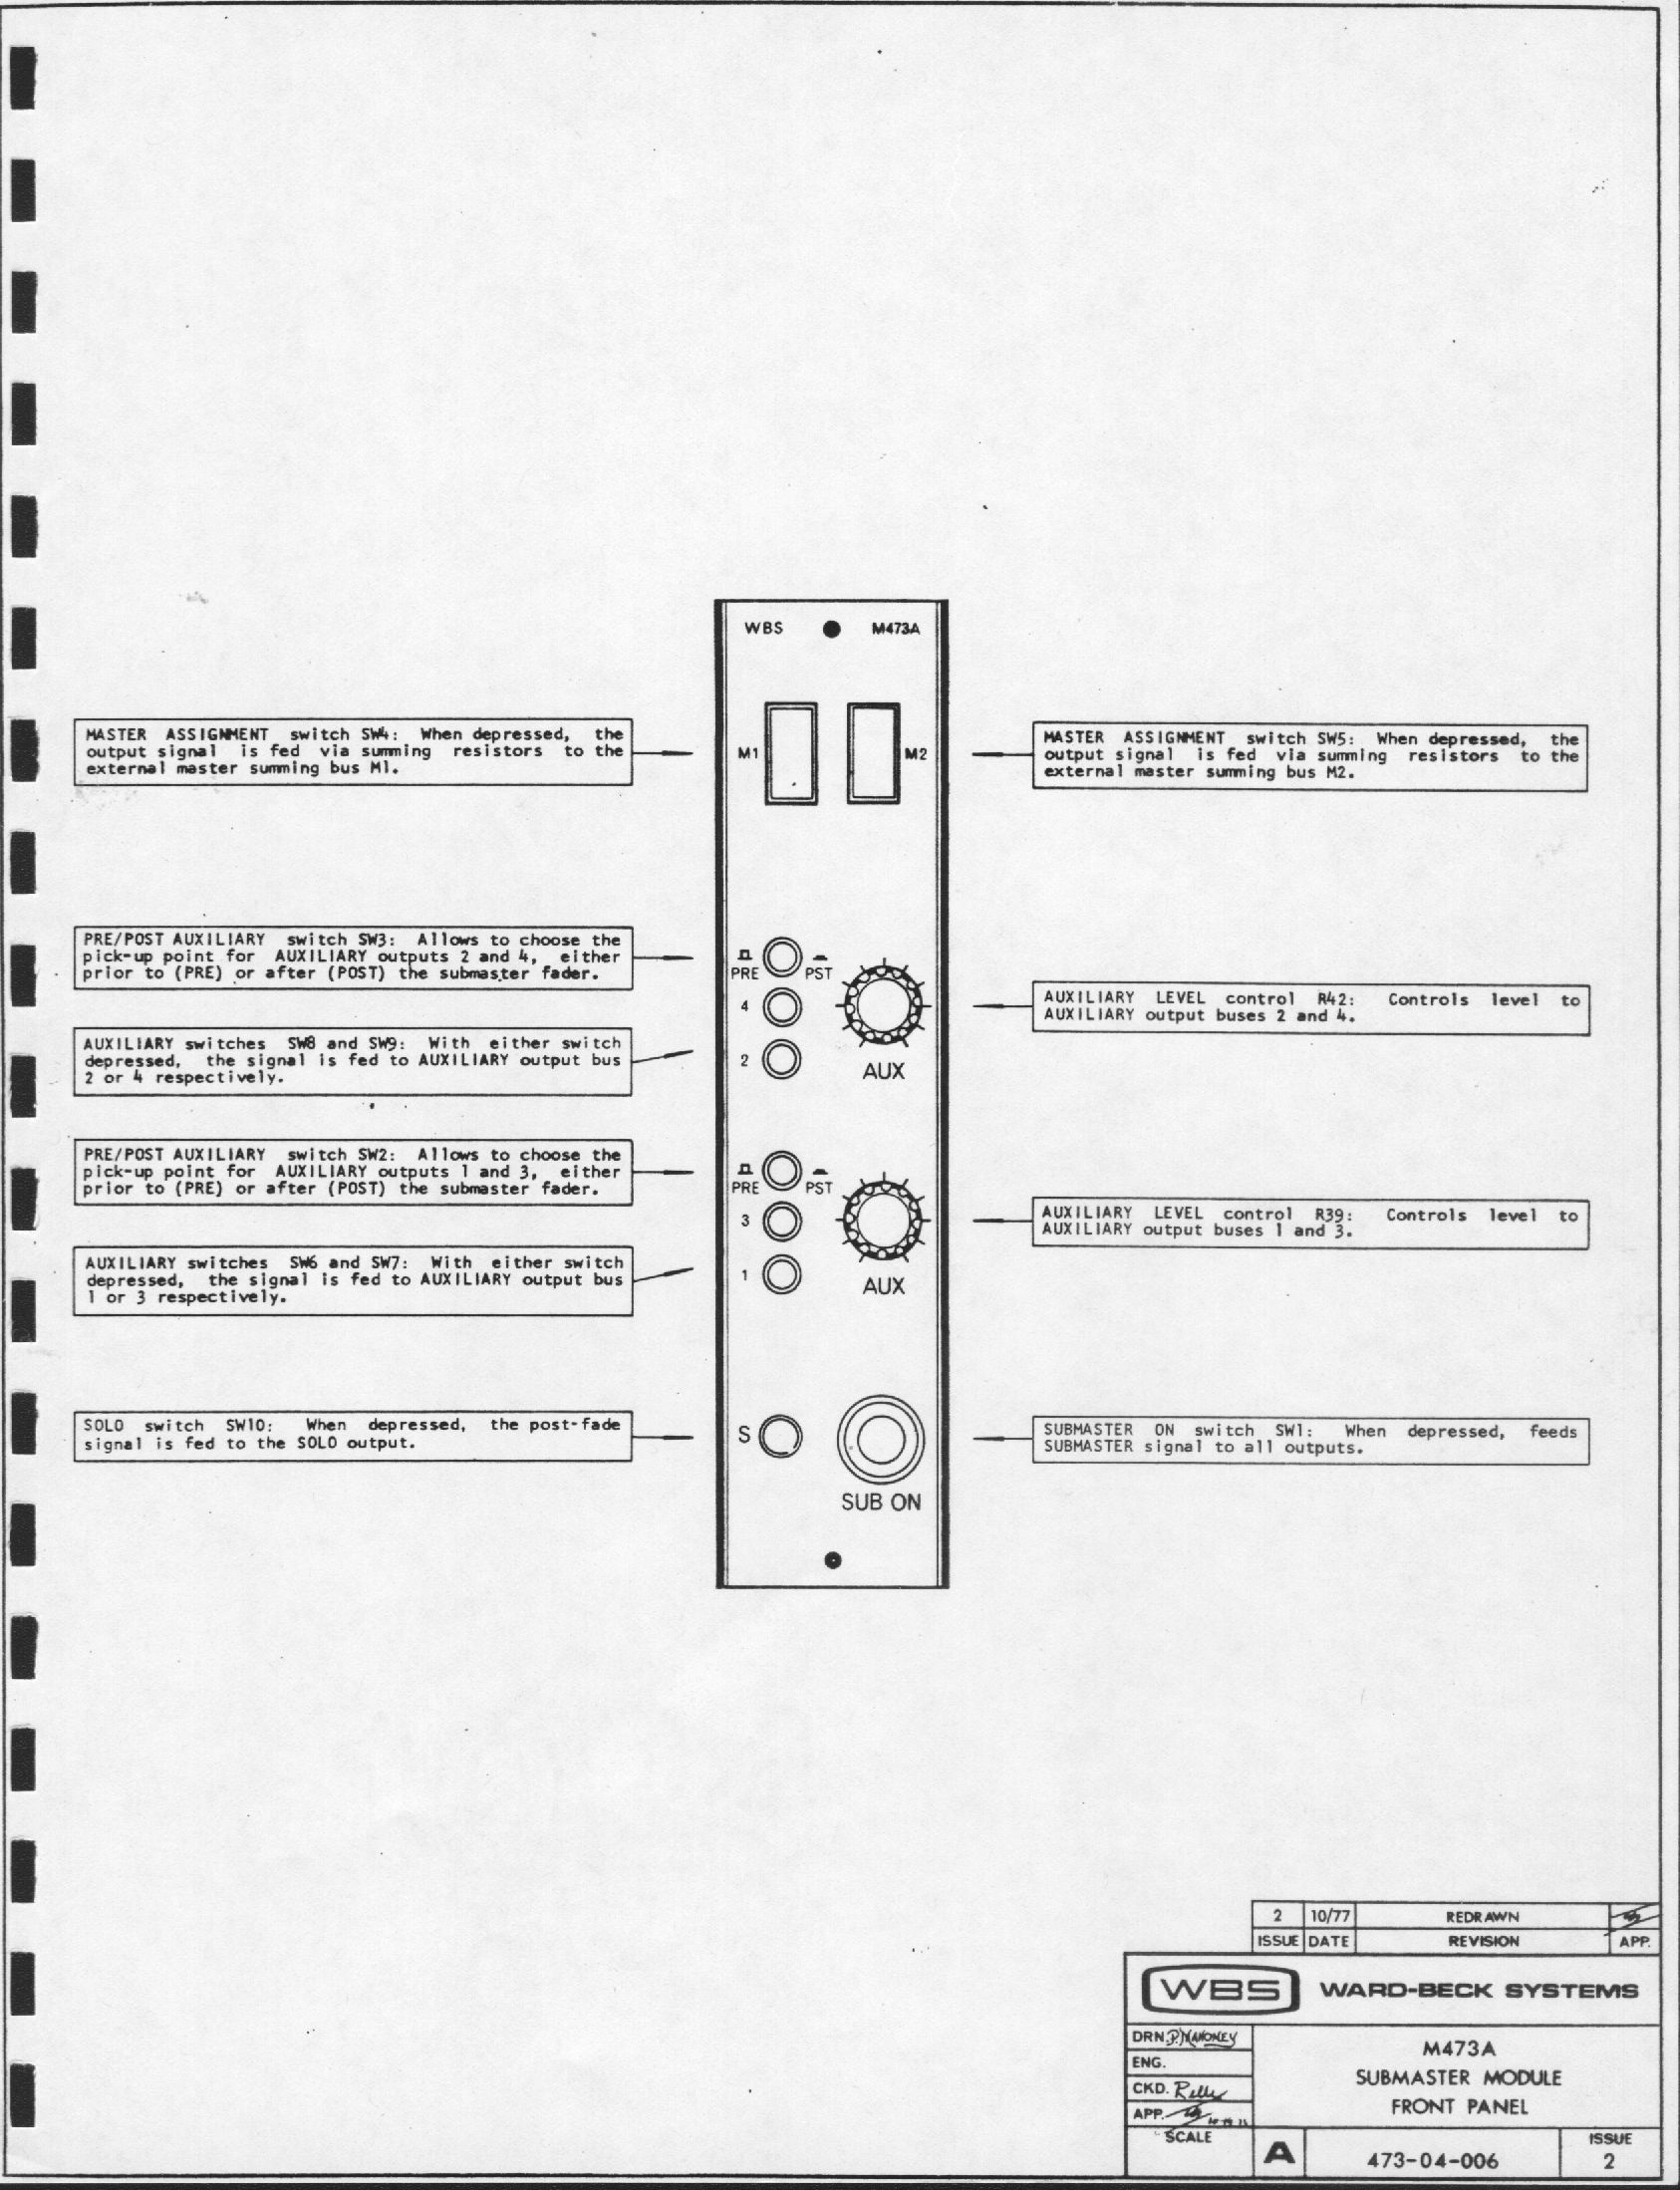 WBS M473A
M1 M2
MASTER ASSIGNMENT switch SW4: When depressed, the
output signal is fed via summing resistors to the
external master summing bus M1.
MASTER ASSIGNMENT switch SW5: When depressed, the
output signal is fed via summing resistors to the
external master summing bus M2.
PRE/POST AUXILIARY switch SW3: Allows to choose the
pick-up point for AUXILIARY outputs 2 and 4, either
prior to (PRE) or after (POST) the submaster fader.
PRE PST
4
2
AUX
AUXILIARY LEVEL control R42: Controls level to
AUXILIARY output buses 2 and 4.
AUXILIARY switches SW8 and SW9: With either switch
depressed, the signal is fed to AUXILIARY output bus
2 or 4 respectively.
PRE/POST AUXILIARY switch SW2: Allows to choose the
pick-up point for AUXILIARY outputs 1 and 3, either
prior to (PRE) or after (POST) the submaster fader.
PRE PST
3
1
AUX
AUXILIARY LEVEL control R39: Controls level to
AUXILIARY output buses 1 and 3.
AUXILIARY switches SW6 and SW7: With either switch
depressed, the signal is fed to AUXILIARY output bus
1 or 3 respectively.
SOLO switch SW10: When depressed, the post-fade
signal is fed to the SOLO output.
S
SUB ON
SUBMASTER ON switch SW1: When depressed, feeds
SUBMASTER signal to all outputs.
2 10/77 REDRAWN
ISSUE DATE REVISION APP.
WBS WARD-BECK SYSTEMS
DRN. P. MAHONEY
ENG.
CKD.
APP.
SCALE
M473A
SUBMASTER MODULE
FRONT PANEL
A 473-04-006
ISSUE
2